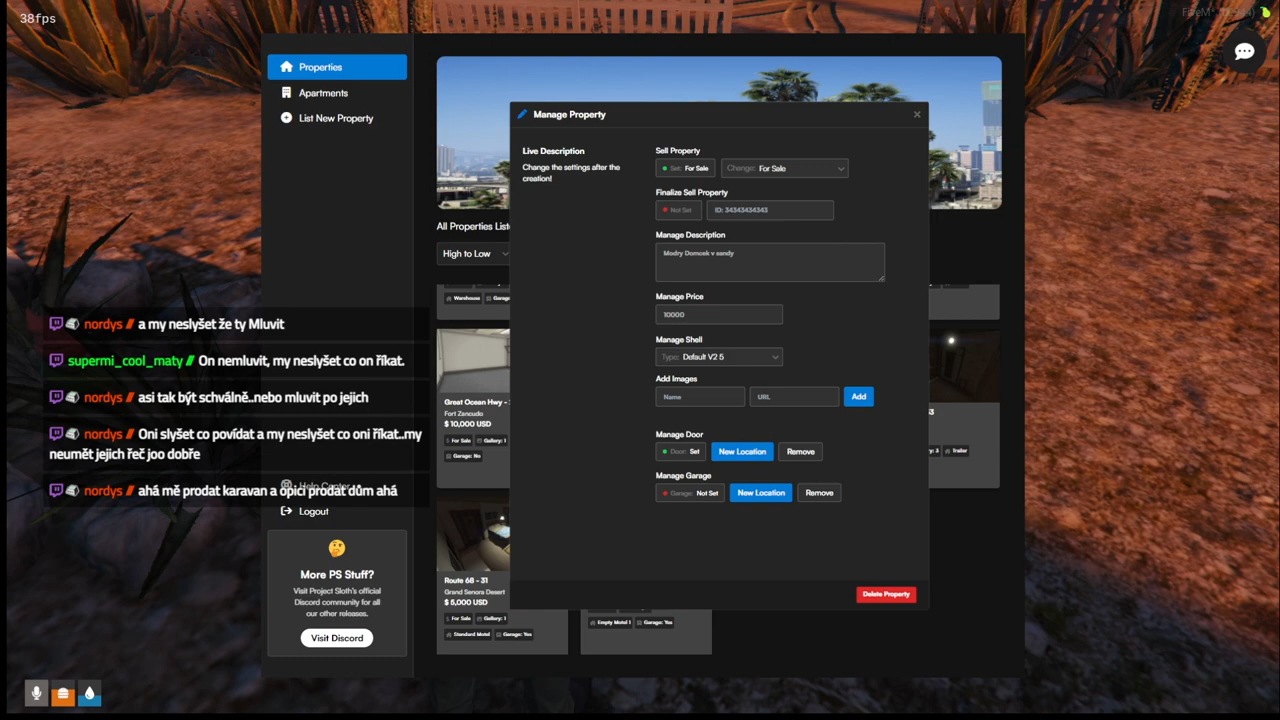 38fps
Properties
Apartments
List New Property
Help Center
Logout
More PS Stuff?
Visit Project Sloth's official
Discord community for all
our other releases.
Visit Discord
All Properties List
High to Low
Warehouse
Great Ocean Hwy -
Fort Zancudo
$ 10,000 USD
For Sale
Gallery: 1
Garage: No
Route 68 - 31
Grand Senora Desert
$ 5,000 USD
For Sale
Gallery: 1
Standard Motel
Garage: Yes
Empty Motel 1
Garage: Yes
Trailer
Manage Property
Live Description
Change the settings after the
creation!
Sell Property
Set: For Sale
Change: For Sale
Finalize Sell Property
Not Set
ID: 34343434343
Manage Description
Modry Domcek v sandy
Manage Price
10000
Manage Shell
Type: Default V2 5
Add Images
Name
URL
Add
Manage Door
Door: Set
New Location
Remove
Manage Garage
Garage: Not Set
New Location
Remove
Delete Property
nordys // a my neslyšet že ty Mluvit
supermi_cool_maty // On nemluvit, my neslyšet co on říkat.
nordys // asi tak být schválně..nebo mluvit po jejich
nordys // Oni slyšet co povídat a my neslyšet co oni říkat..my
neumět jejich řeč joo dobře
nordys // ahá mě prodat karavan a opici prodat dům ahá